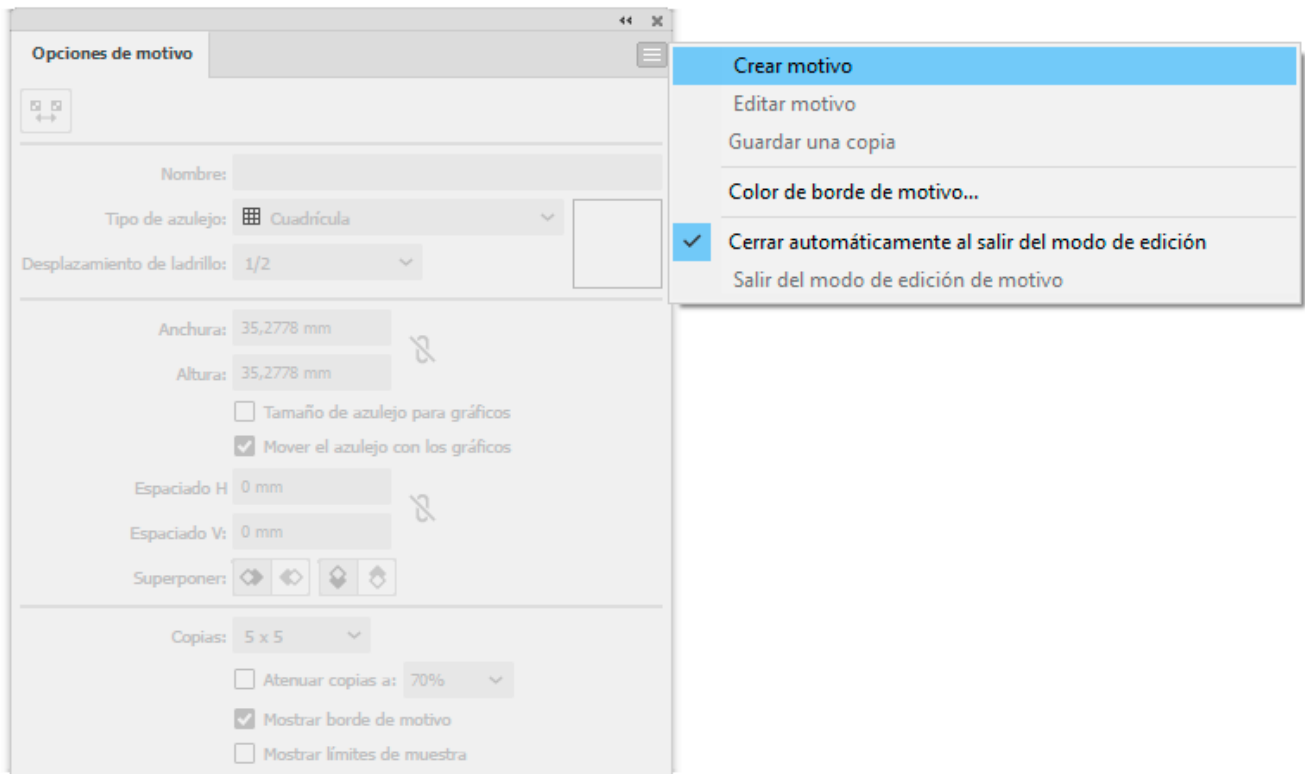 Opciones de motivo
Crear motivo
Editar motivo
Guardar una copia
Color de borde de motivo...
Cerrar automáticamente al salir del modo de edición
Salir del modo de edición de motivo
Nombre:
Tipo de azulejo: Cuadrícula
Desplazamiento de ladrillo: 1/2
Anchura: 35,2778 mm
Altura: 35,2778 mm
Tamaño de azulejo para gráficos
Mover el azulejo con los gráficos
Espaciado H 0 mm
Espaciado V: 0 mm
Superponer:
Copias: 5 x 5
Atenuar copias a: 70%
Mostrar borde de motivo
Mostrar límites de muestra